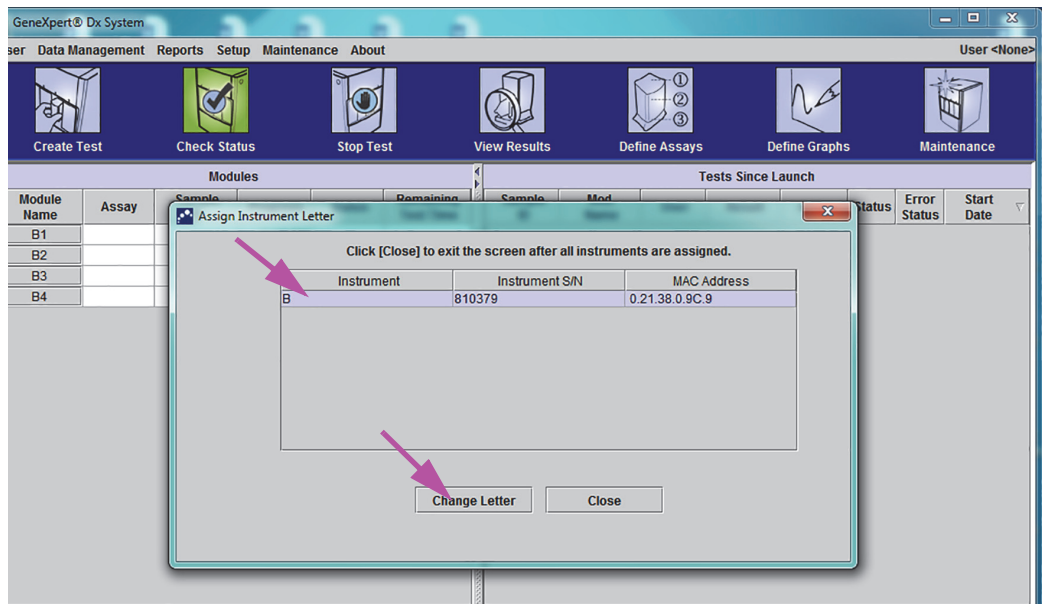 GeneXpert® Dx System
ser Data Management Reports Setup Maintenance About User <None>
Create Test Check Status Stop Test View Results Define Assays Define Graphs Maintenance
Modules Tests Since Launch
Module Name Assay Sample Remaining Sample Mod Status Error Status Start Date
B1
B2
B3
B4
Assign Instrument Letter
Click [Close] to exit the screen after all instruments are assigned.
Instrument Instrument S/N MAC Address
B 810379 0.21.38.0.9C.9
Change Letter Close